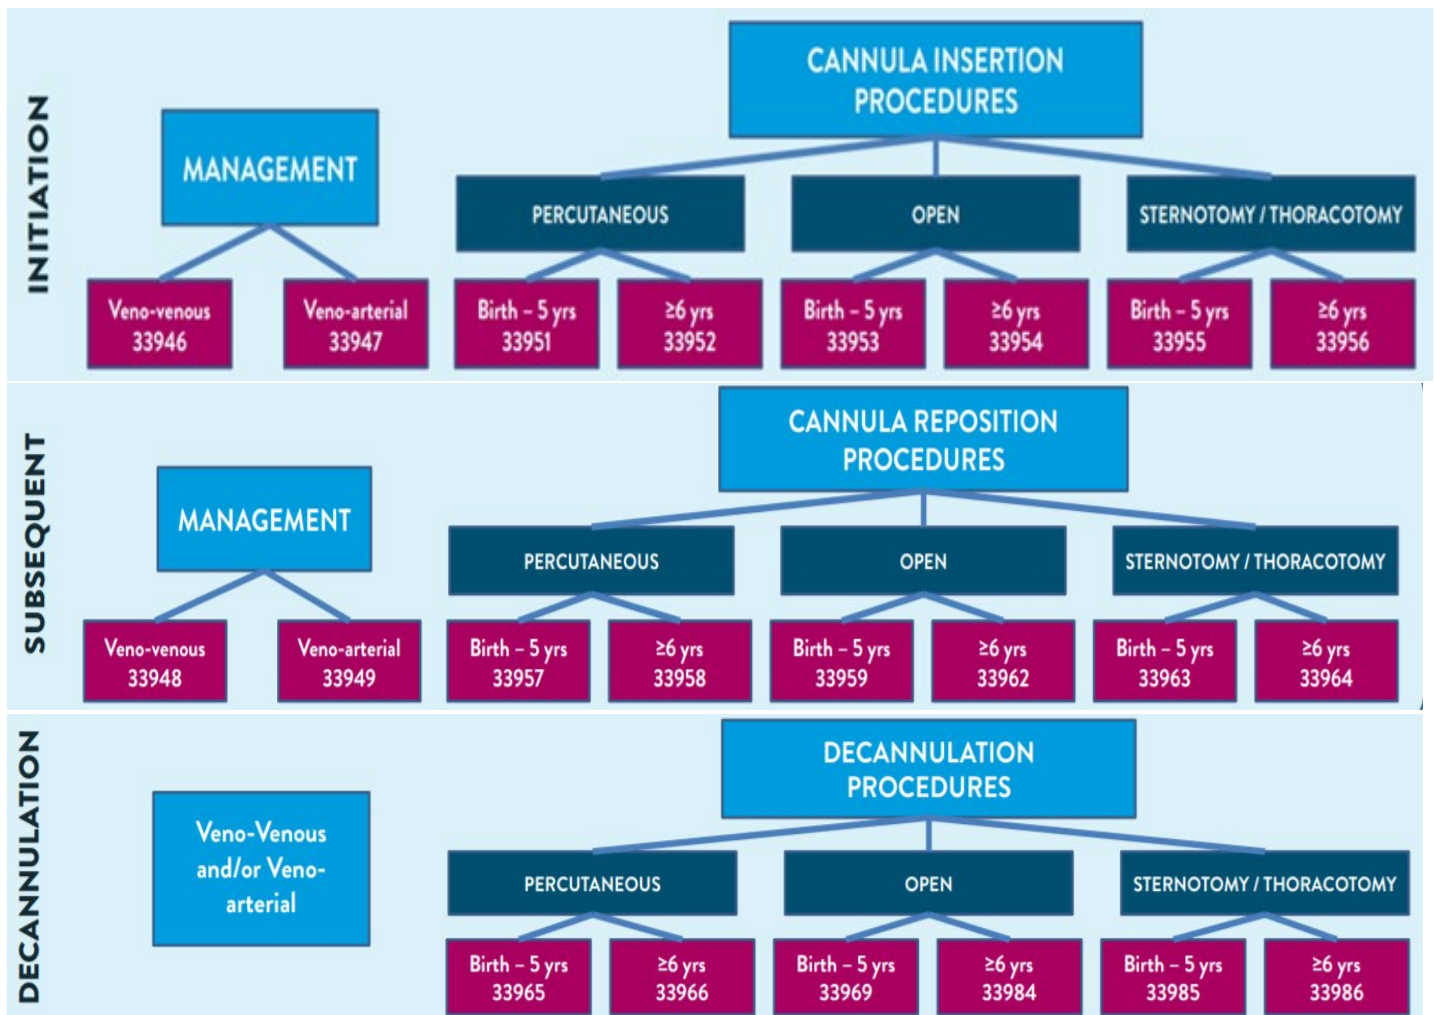 INITIATION
CANNULA INSERTION
PROCEDURES
MANAGEMENT
PERCUTANEOUS
OPEN
STERNOTOMY / THORACOTOMY
Veno-venous
33946
Veno-arterial
33947
Birth – 5 yrs
33951
≥6 yrs
33952
Birth – 5 yrs
33953
≥6 yrs
33954
Birth – 5 yrs
33955
≥6 yrs
33956
SUBSEQUENT
CANNULA REPOSITION
PROCEDURES
MANAGEMENT
PERCUTANEOUS
OPEN
STERNOTOMY / THORACOTOMY
Veno-venous
33948
Veno-arterial
33949
Birth – 5 yrs
33957
≥6 yrs
33958
Birth – 5 yrs
33959
≥6 yrs
33962
Birth – 5 yrs
33963
≥6 yrs
33964
DECANNULATION
DECANNULATION
PROCEDURES
Veno-Venous
and/or Veno-
arterial
PERCUTANEOUS
OPEN
STERNOTOMY / THORACOTOMY
Birth – 5 yrs
33965
≥6 yrs
33966
Birth – 5 yrs
33969
≥6 yrs
33984
Birth – 5 yrs
33985
≥6 yrs
33986